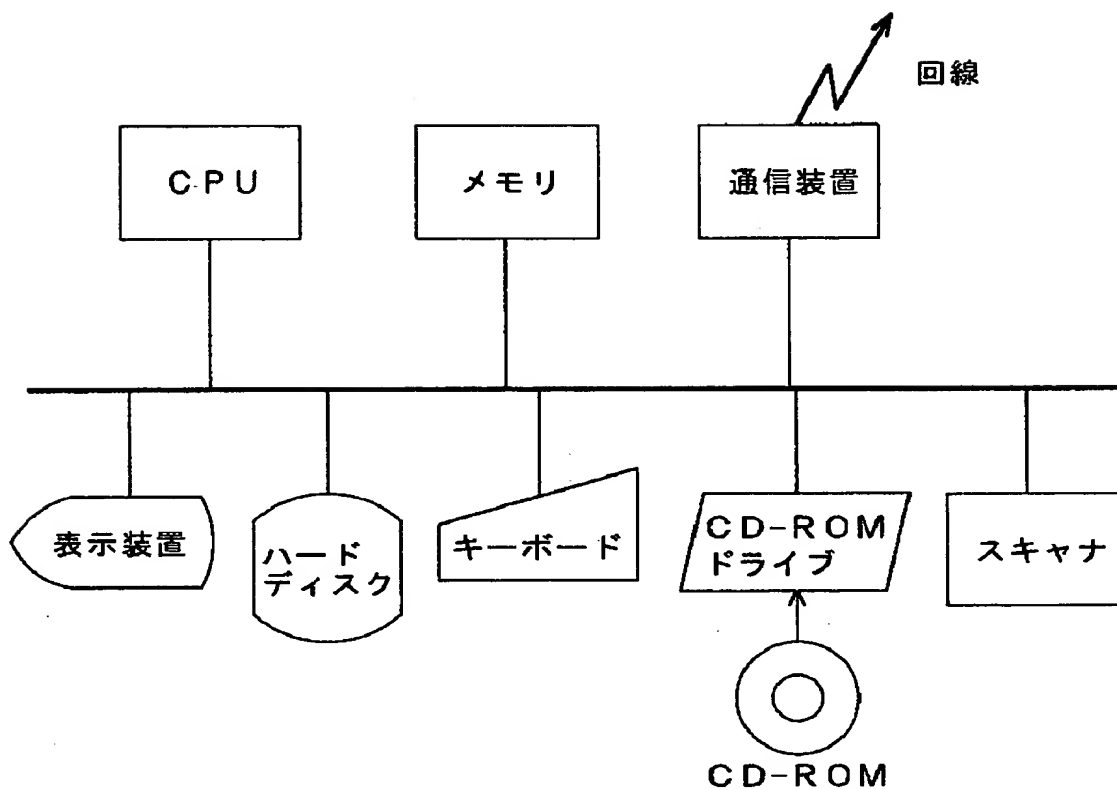 回線
CPU
メモリ
通信装置
表示装置
ハード
ディスク
キーボード
CD-ROM
ドライブ
スキャナ
CD-ROM